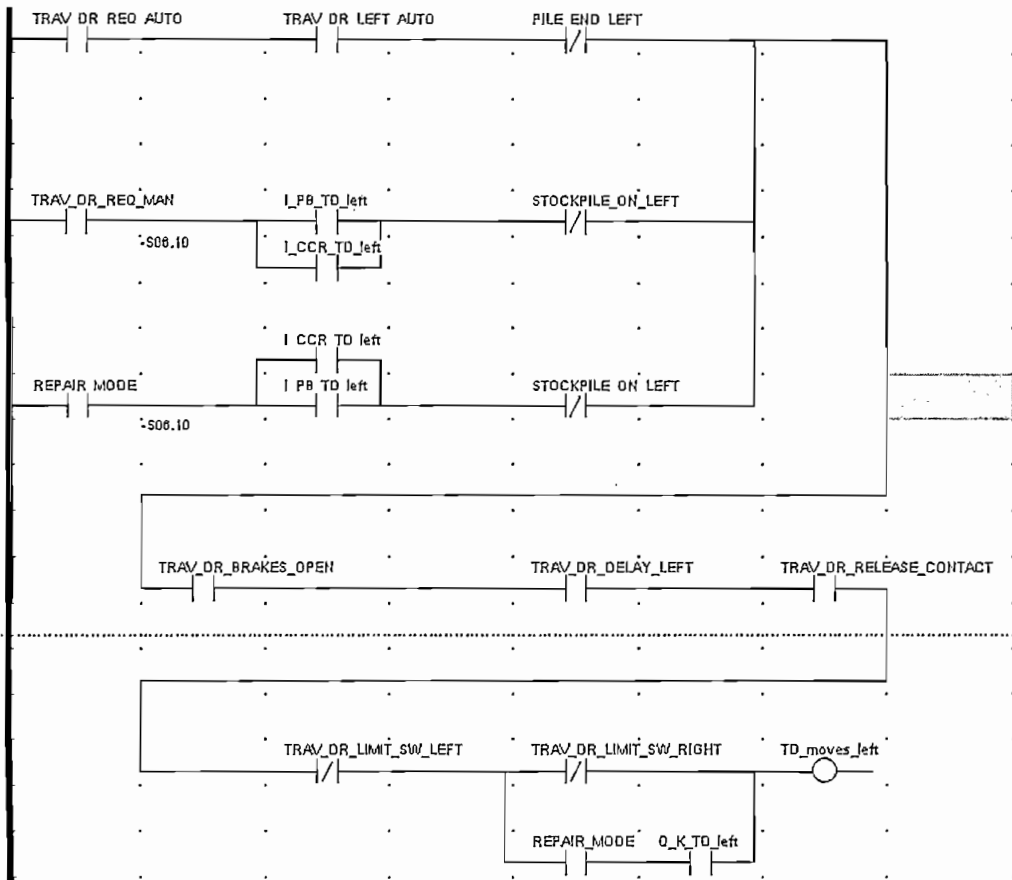 TRAV DR REQ AUTO TRAV DR LEFT AUTO PILE END LEFT
TRAV_DR_REQ_MAN I_PB_TD_left STOCKPILE_ON_LEFT
-S06.10 I_CCR_TD_left
I CCR TD left
REPAIR MODE I PB TD left STOCKPILE ON LEFT
-S06.10
TRAV_DR_BRAKES_OPEN TRAV_DR_DELAY_LEFT TRAV_DR_RELEASE_CONTACT
TRAV_DR_LIMIT_SW_LEFT TRAV_DR_LIMIT_SW_RIGHT TD_moves_left
REPAIR_MODE Q_K_TD_left